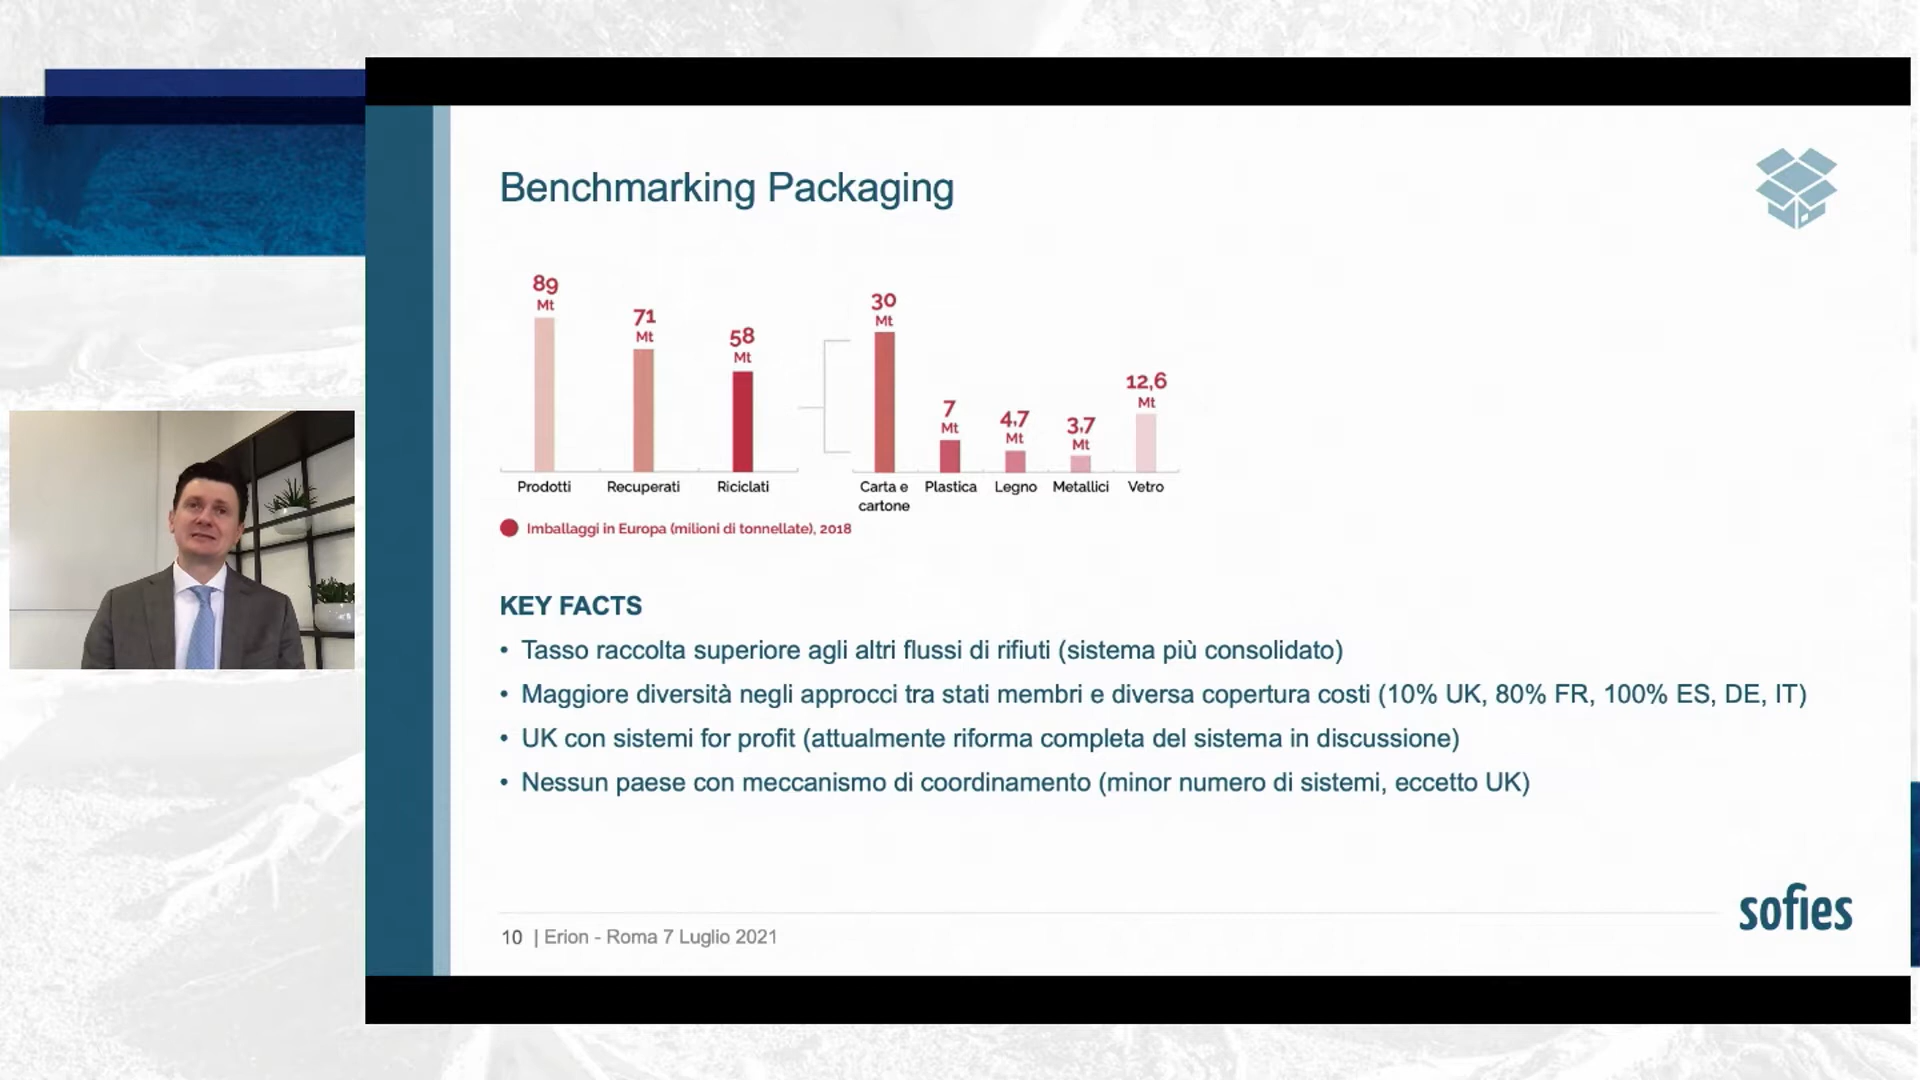 Benchmarking Packaging
89
Mt
71
Mt
58
Mt
30
Mt
7
Mt
4,7
Mt
3,7
Mt
12,6
Mt
Prodotti
Recuperati
Riciclati
Carta e
cartone
Plastica
Legno
Metallici
Vetro
Imballaggi in Europa (milioni di tonnellate), 2018
KEY FACTS
• Tasso raccolta superiore agli altri flussi di rifiuti (sistema più consolidato)
• Maggiore diversità negli approcci tra stati membri e diversa copertura costi (10% UK, 80% FR, 100% ES, DE, IT)
• UK con sistemi for profit (attualmente riforma completa del sistema in discussione)
• Nessun paese con meccanismo di coordinamento (minor numero di sistemi, eccetto UK)
sofies
10 | Erion - Roma 7 Luglio 2021